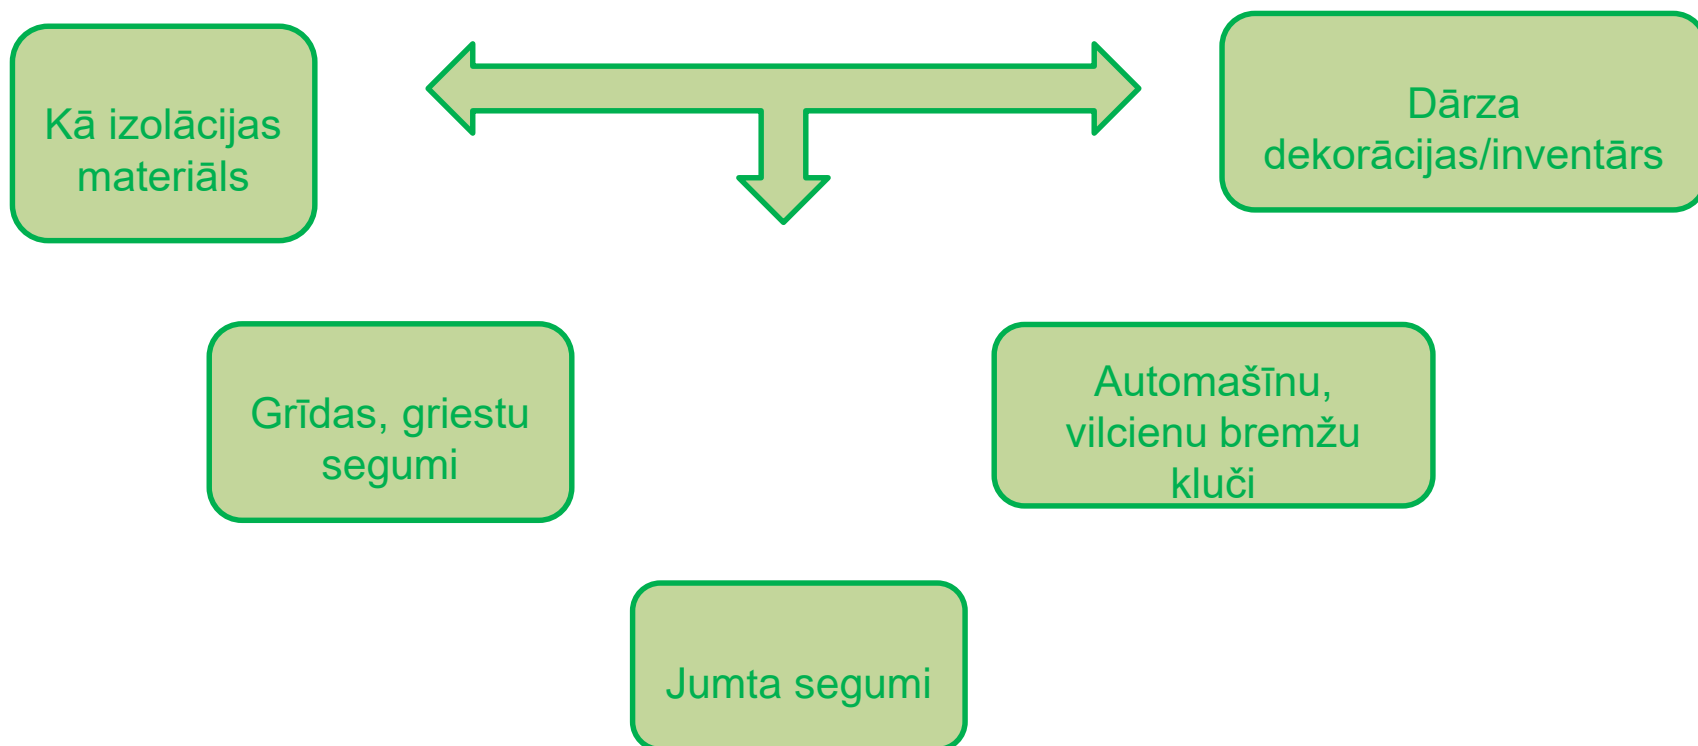 Kā izolācijas
materiāls
Dārza
dekorācijas/inventārs
Grīdas, griestu
segumi
Automašīnu,
vilcienu bremžu
kluči
Jumta segumi